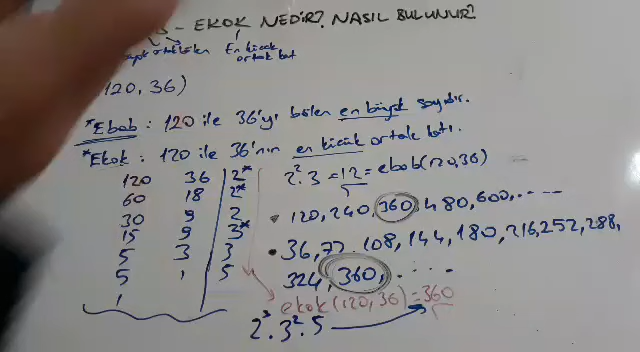 - EKOK NEDİR? NASIL BULUNUR?
ortak bölen En küçük
ortak kat
120, 36)
*Ebob: 120 ile 36'yı bölen en büyük sayıdır.
*Ekok: 120 ile 36'nın en küçük ortak katı.
120 36 2*
60 18 2*
30 9 2
15 9 3*
5 3 3
5 1 5
1
2².3 = 12 = ebob(120,36)
• 120, 240, 360, 480, 600, .....
• 36, 72, 108, 144, 180, 216, 252, 288,
324, 360, .....
ekok(120,36) = 360
2³.3².5